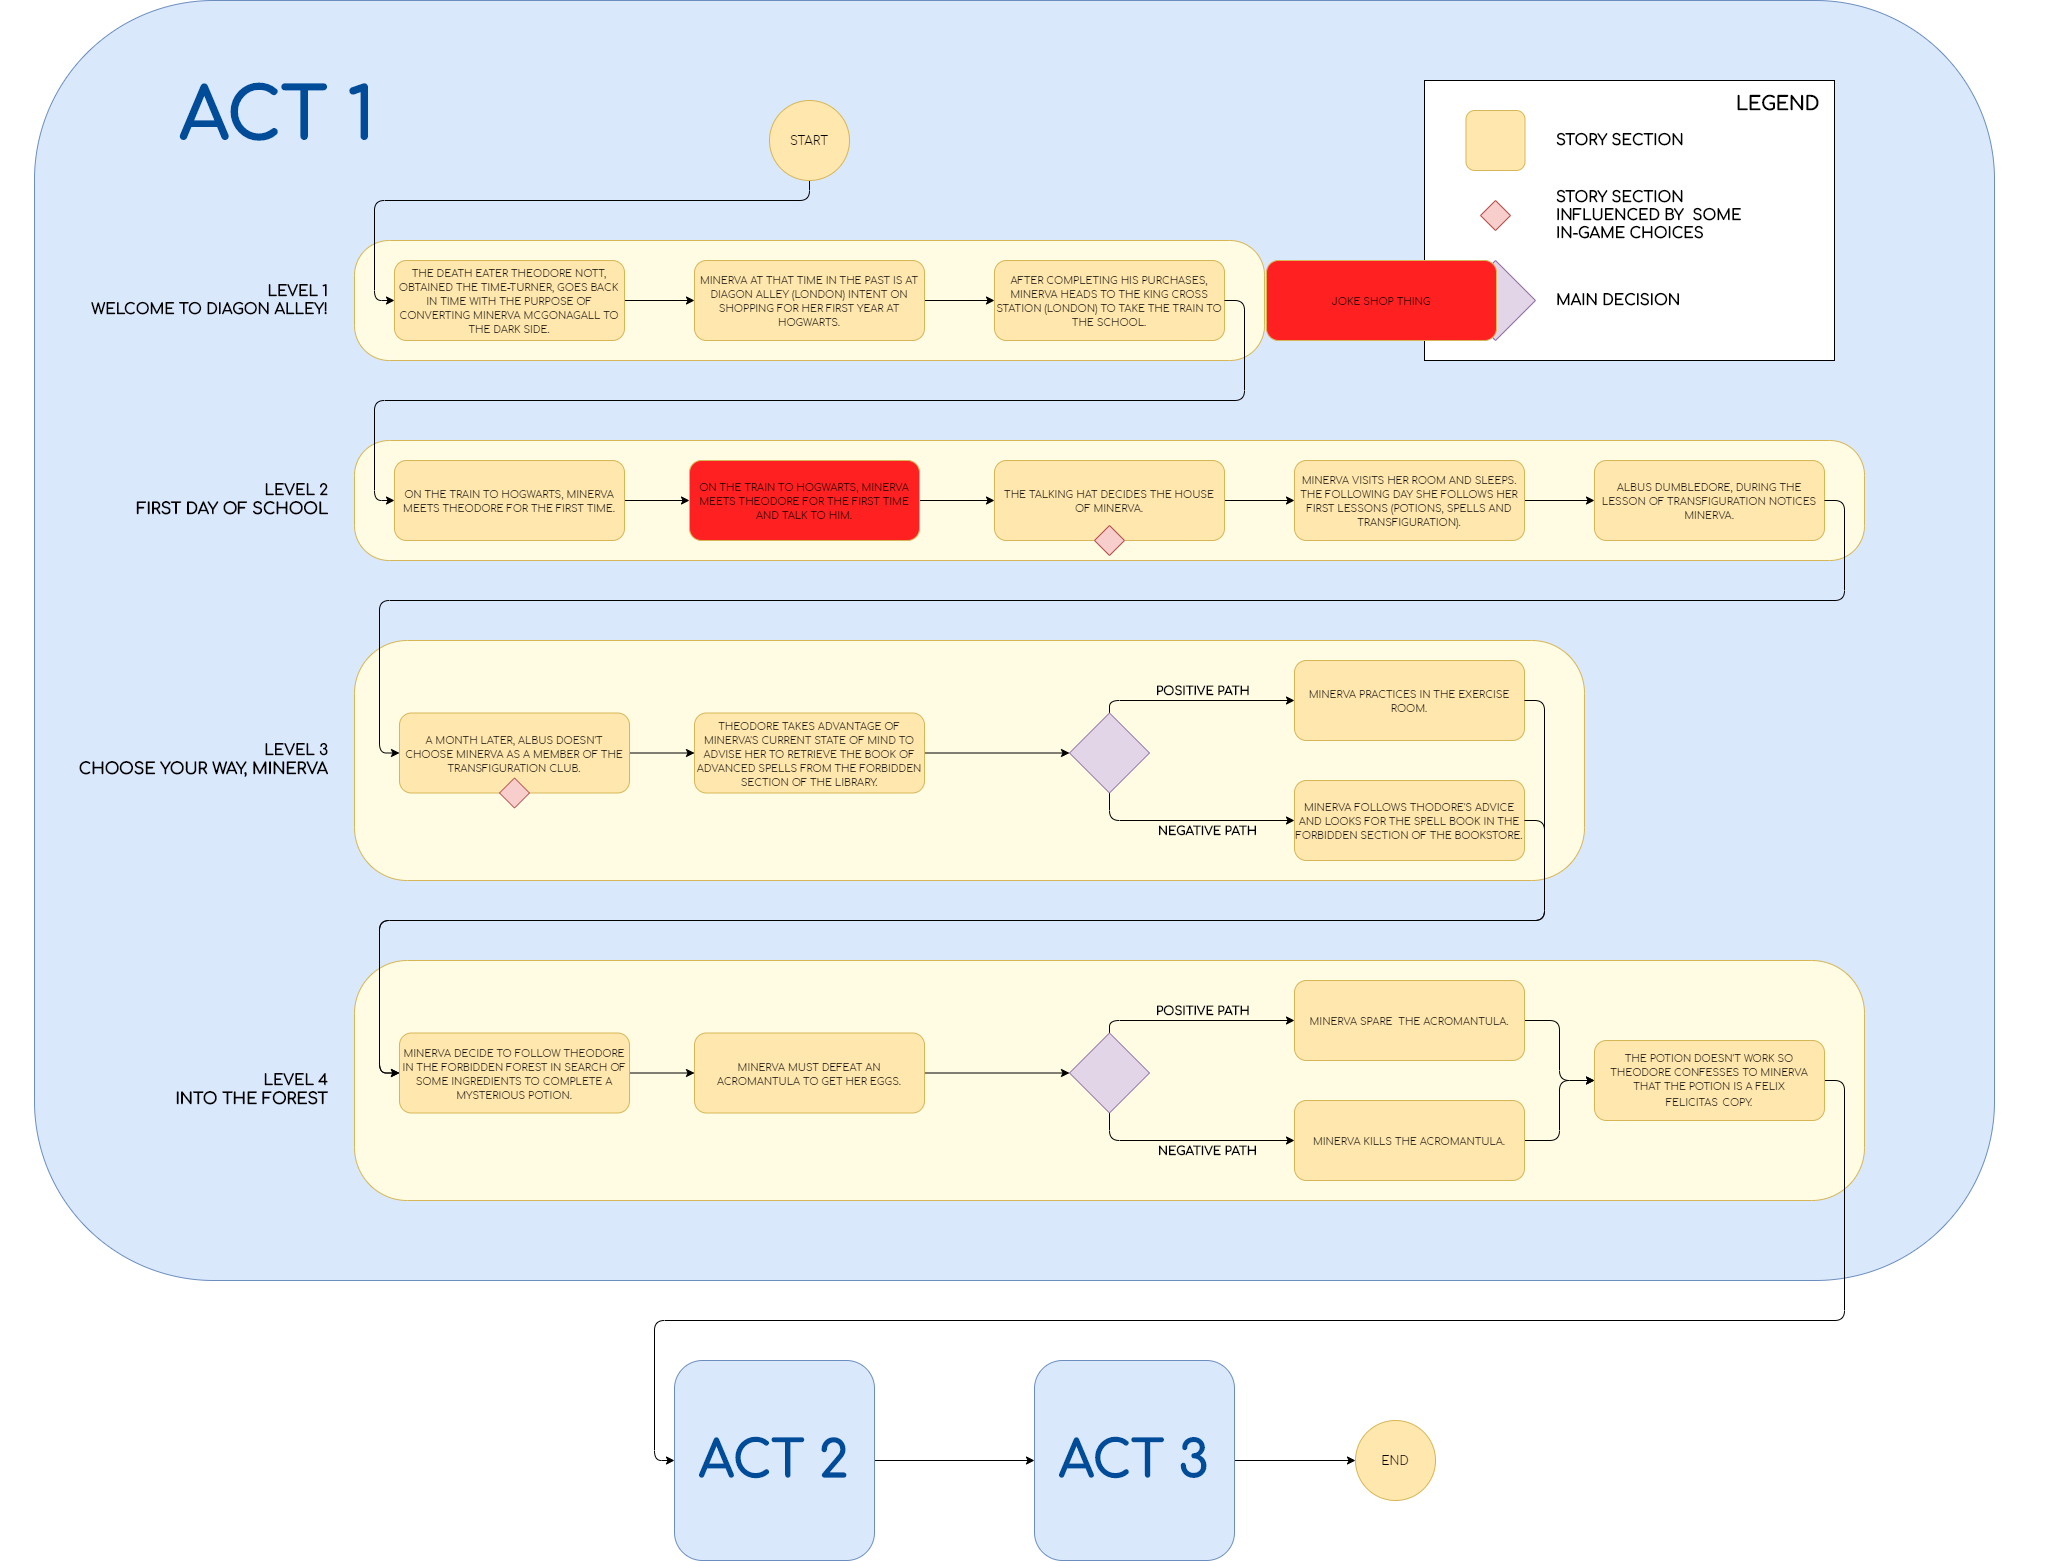 ACT 1
START
LEGEND
STORY SECTION
STORY SECTION
INFLUENCED BY SOME
IN-GAME CHOICES
MAIN DECISION
LEVEL 1
WELCOME TO DIAGON ALLEY!
THE DEATH EATER THEODORE NOTT,
OBTAINED THE TIME-TURNER, GOES BACK
IN TIME WITH THE PURPOSE OF
CONVERTING MINERVA MCGONAGALL TO
THE DARK SIDE.
MINERVA AT THAT TIME IN THE PAST IS AT
DIAGON ALLEY (LONDON) INTENT ON
SHOPPING FOR HER FIRST YEAR AT
HOGWARTS.
AFTER COMPLETING HIS PURCHASES,
MINERVA HEADS TO THE KING CROSS
STATION (LONDON) TO TAKE THE TRAIN TO
THE SCHOOL.
JOKE SHOP THING
LEVEL 2
FIRST DAY OF SCHOOL
ON THE TRAIN TO HOGWARTS, MINERVA
MEETS THEODORE FOR THE FIRST TIME.
ON THE TRAIN TO HOGWARTS, MINERVA
MEETS THEODORE FOR THE FIRST TIME
AND TALK TO HIM.
THE TALKING HAT DECIDES THE HOUSE
OF MINERVA.
MINERVA VISITS HER ROOM AND SLEEPS.
THE FOLLOWING DAY SHE FOLLOWS HER
FIRST LESSONS (POTIONS, SPELLS AND
TRANSFIGURATION).
ALBUS DUMBLEDORE, DURING THE
LESSON OF TRANSFIGURATION NOTICES
MINERVA.
LEVEL 3
CHOOSE YOUR WAY, MINERVA
A MONTH LATER, ALBUS DOESN'T
CHOOSE MINERVA AS A MEMBER OF THE
TRANSFIGURATION CLUB.
THEODORE TAKES ADVANTAGE OF
MINERVA'S CURRENT STATE OF MIND TO
ADVISE HER TO RETRIEVE THE BOOK OF
ADVANCED SPELLS FROM THE FORBIDDEN
SECTION OF THE LIBRARY.
POSITIVE PATH
MINERVA PRACTICES IN THE EXERCISE
ROOM.
NEGATIVE PATH
MINERVA FOLLOWS THODORE'S ADVICE
AND LOOKS FOR THE SPELL BOOK IN THE
FORBIDDEN SECTION OF THE BOOKSTORE.
LEVEL 4
INTO THE FOREST
MINERVA DECIDE TO FOLLOW THEODORE
IN THE FORBIDDEN FOREST IN SEARCH OF
SOME INGREDIENTS TO COMPLETE A
MYSTERIOUS POTION.
MINERVA MUST DEFEAT AN
ACROMANTULA TO GET HER EGGS.
POSITIVE PATH
MINERVA SPARE THE ACROMANTULA.
NEGATIVE PATH
MINERVA KILLS THE ACROMANTULA.
THE POTION DOESN'T WORK SO
THEODORE CONFESSES TO MINERVA
THAT THE POTION IS A FELIX
FELICITAS COPY.
ACT 2
ACT 3
END